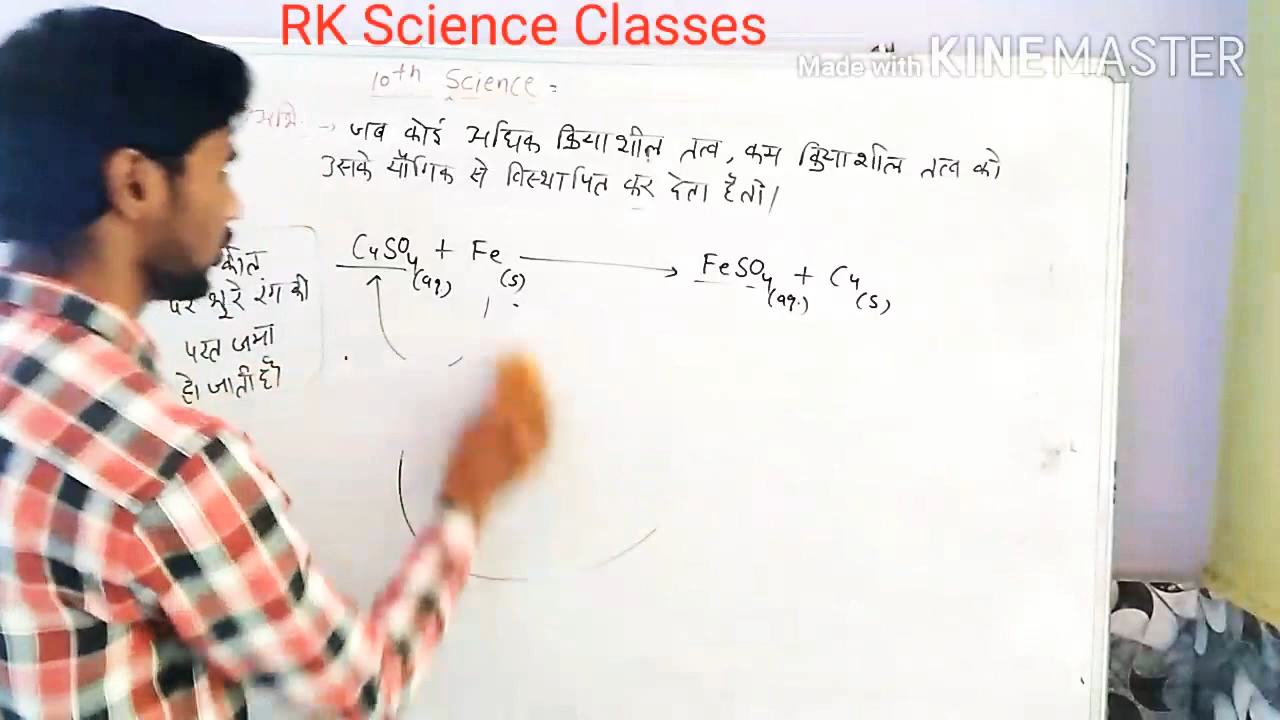 RK Science Classes
Made with KINEMASTER
10th Science =
अभि. → जब कोई अधिक क्रियाशील तत्व, कम क्रियाशील तत्व को
उसके यौगिक से विस्थापित कर देता है तो।
CuSO4 (aq) + Fe (s) → FeSO4 (aq.) + Cu (s)
पर भूरे रंग की
परत जमा
हो जाती है